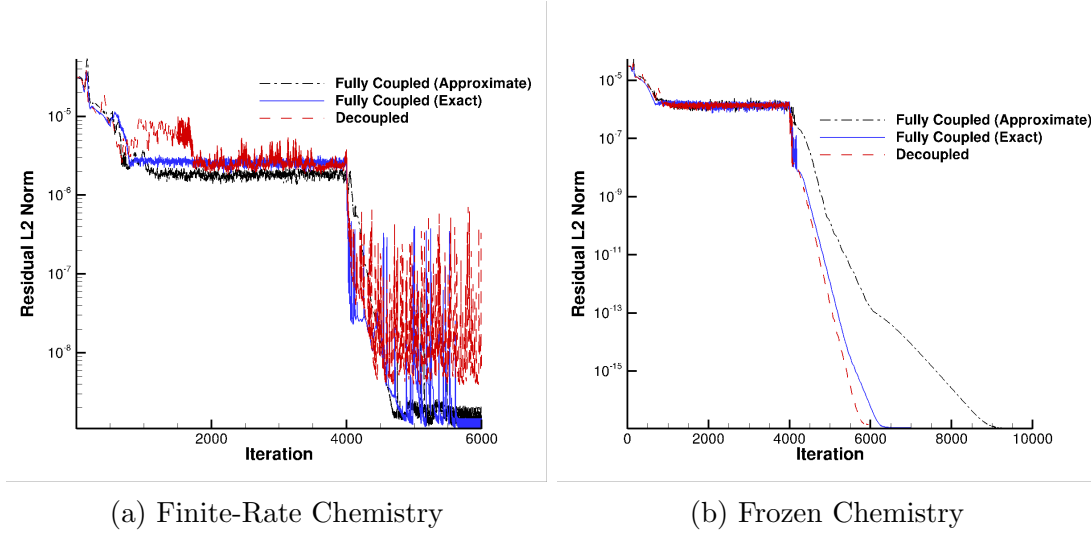 Fully Coupled (Approximate)
Fully Coupled (Exact)
Decoupled
Residual L2 Norm
10-5
10-6
10-7
10-8
2000
4000
6000
Iteration
(a) Finite-Rate Chemistry
Fully Coupled (Approximate)
Fully Coupled (Exact)
Decoupled
Residual L2 Norm
10-5
10-7
10-9
10-11
10-13
10-15
0
2000
4000
6000
8000
10000
Iteration
(b) Frozen Chemistry